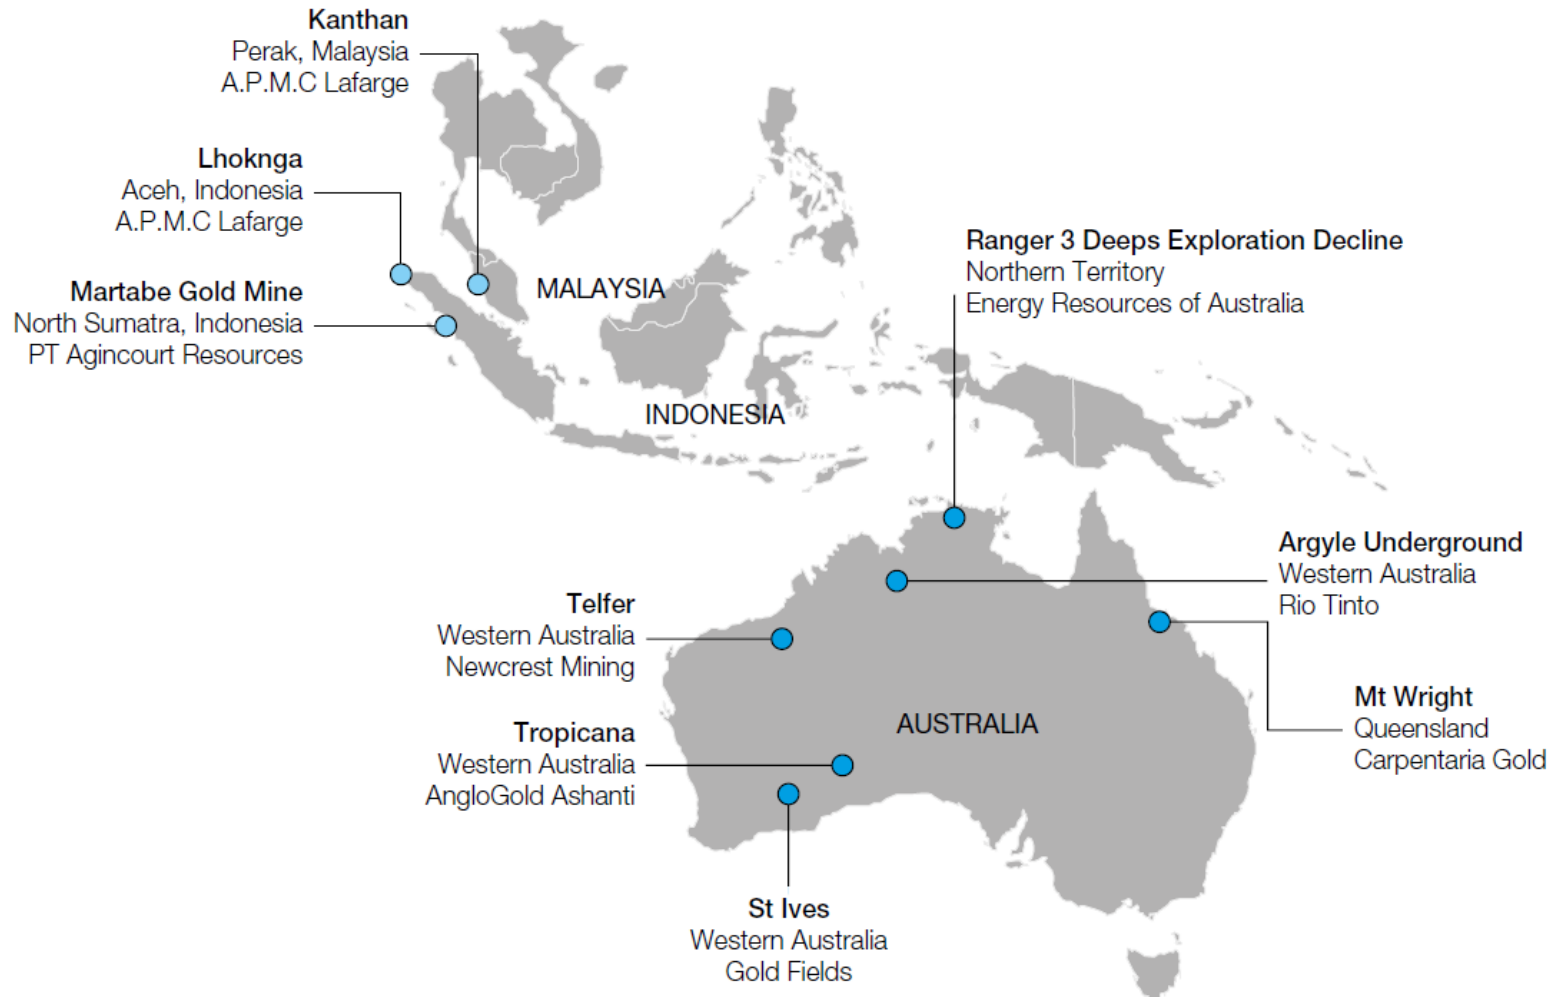 Kanthan
Perak, Malaysia
A.P.M.C Lafarge
Lhoknga
Aceh, Indonesia
A.P.M.C Lafarge
Martabe Gold Mine
North Sumatra, Indonesia
PT Agincourt Resources
MALAYSIA
INDONESIA
Ranger 3 Deeps Exploration Decline
Northern Territory
Energy Resources of Australia
Argyle Underground
Western Australia
Rio Tinto
Telfer
Western Australia
Newcrest Mining
Mt Wright
Queensland
Carpentaria Gold
AUSTRALIA
Tropicana
Western Australia
AngloGold Ashanti
St Ives
Western Australia
Gold Fields